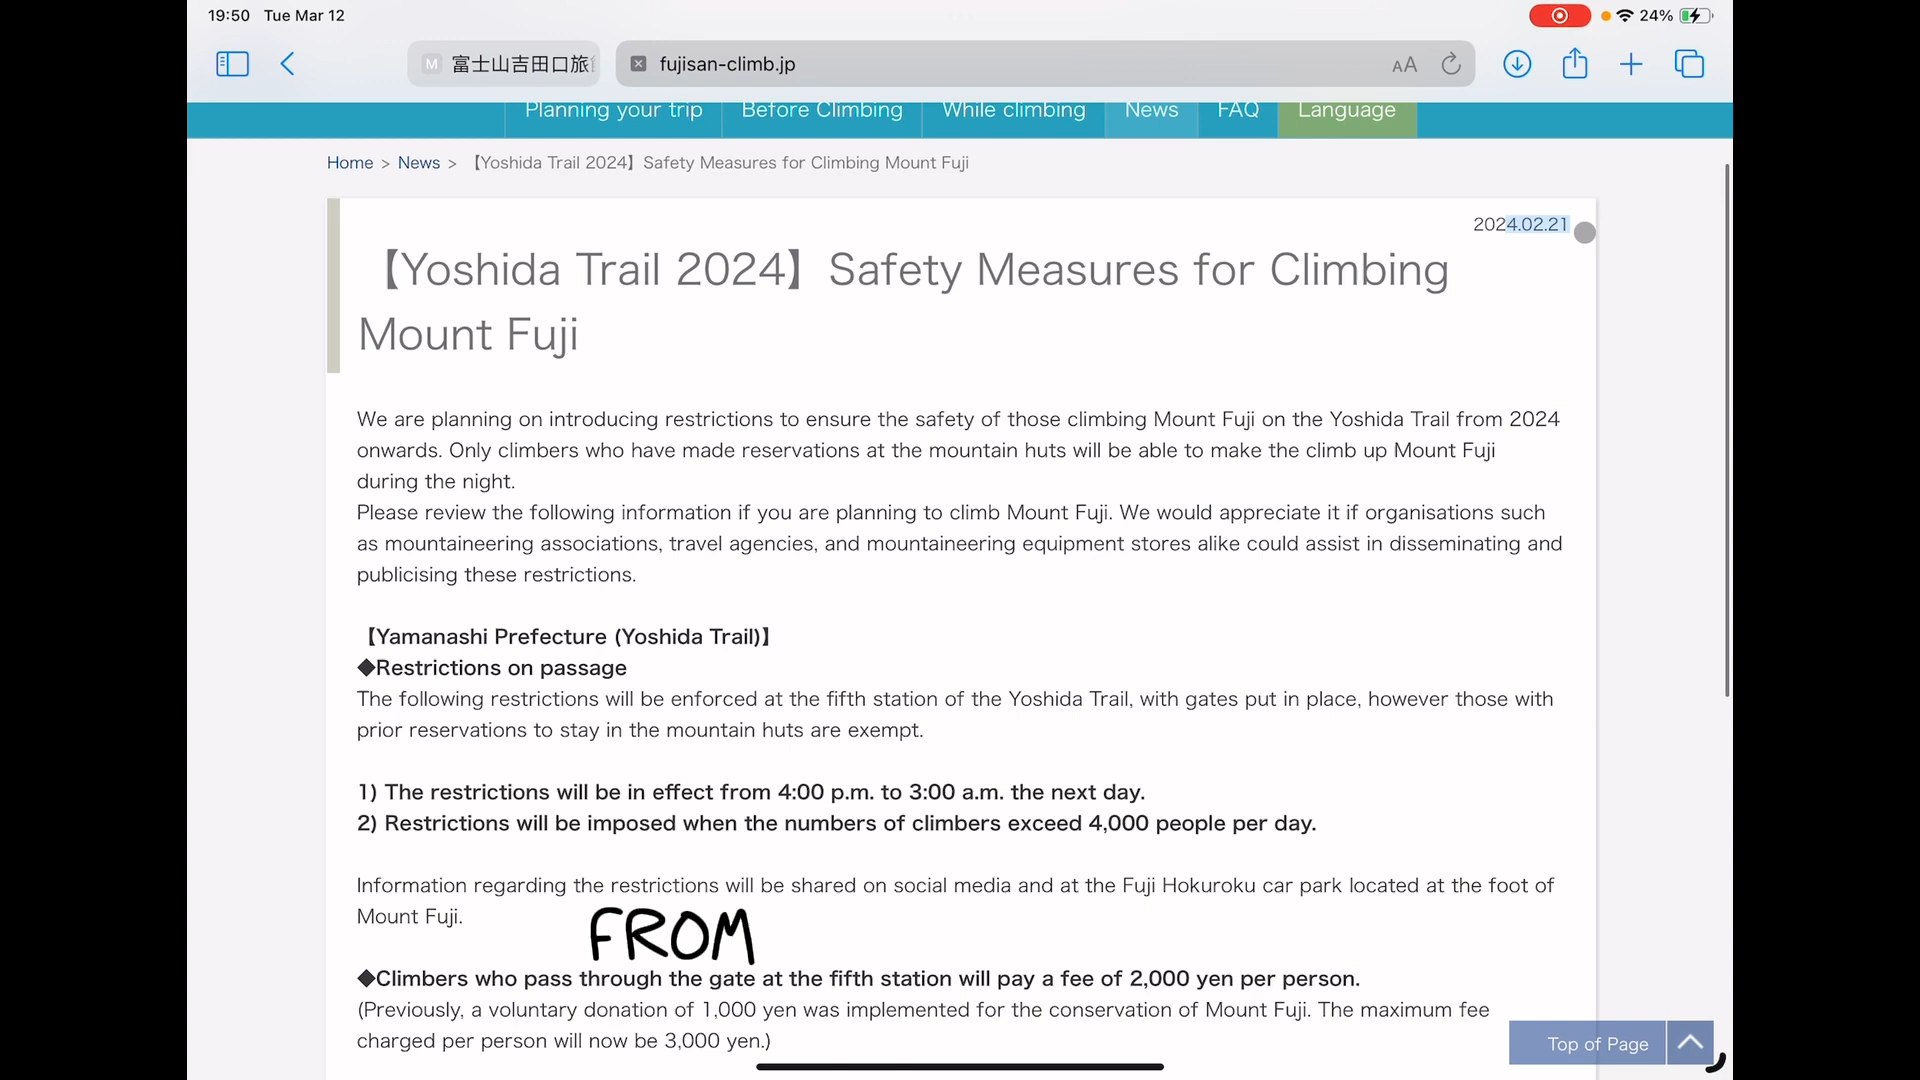 19:50 Tue Mar 12
24%
M 富士山吉田口旅
fujisan-climb.jp
AA
Planning your trip
Before Climbing
While climbing
News
FAQ
Language
Home > News > 【Yoshida Trail 2024】Safety Measures for Climbing Mount Fuji
2024.02.21
【Yoshida Trail 2024】Safety Measures for Climbing
Mount Fuji
We are planning on introducing restrictions to ensure the safety of those climbing Mount Fuji on the Yoshida Trail from 2024
onwards. Only climbers who have made reservations at the mountain huts will be able to make the climb up Mount Fuji
during the night.
Please review the following information if you are planning to climb Mount Fuji. We would appreciate it if organisations such
as mountaineering associations, travel agencies, and mountaineering equipment stores alike could assist in disseminating and
publicising these restrictions.
【Yamanashi Prefecture (Yoshida Trail)】
◆Restrictions on passage
The following restrictions will be enforced at the fifth station of the Yoshida Trail, with gates put in place, however those with
prior reservations to stay in the mountain huts are exempt.
1) The restrictions will be in effect from 4:00 p.m. to 3:00 a.m. the next day.
2) Restrictions will be imposed when the numbers of climbers exceed 4,000 people per day.
Information regarding the restrictions will be shared on social media and at the Fuji Hokuroku car park located at the foot of
Mount Fuji.
FROM
◆Climbers who pass through the gate at the fifth station will pay a fee of 2,000 yen per person.
(Previously, a voluntary donation of 1,000 yen was implemented for the conservation of Mount Fuji. The maximum fee
charged per person will now be 3,000 yen.)
Top of Page